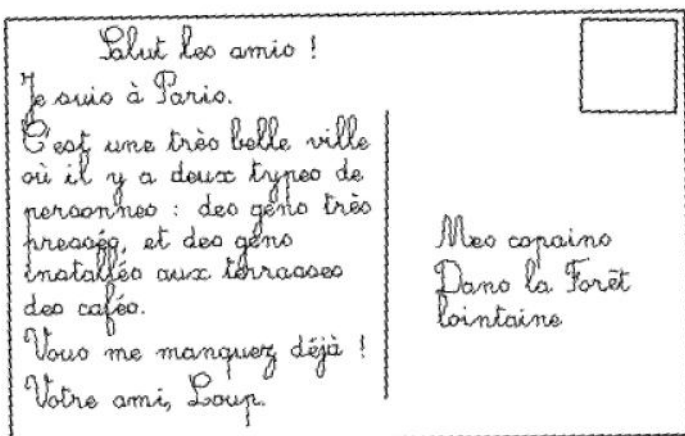 Salut les amis !
Je suis à Paris.
C'est une très belle ville
où il y a deux types de
personnes : des gens très
pressés, et des gens
installés aux terrasses
des cafés.
Vous me manquez déjà !
Votre ami, Loup.
Mes copains
Dans la Forêt
lointaine